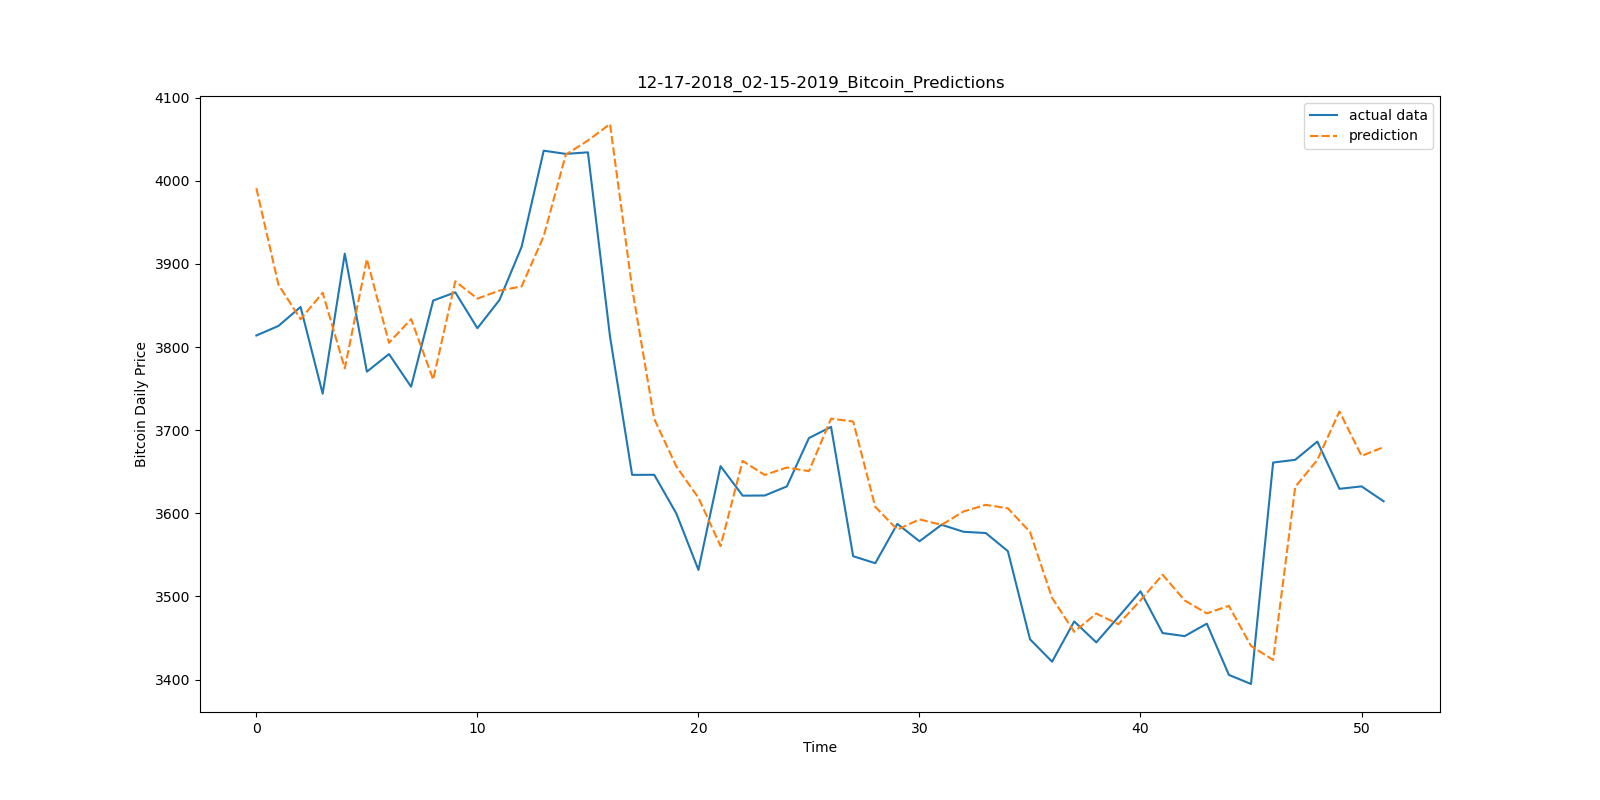 12-17-2018_02-15-2019_Bitcoin_Predictions
actual data
prediction
Bitcoin Daily Price
4100
4000
3900
3800
3700
3600
3500
3400
0 10 20 30 40 50
Time